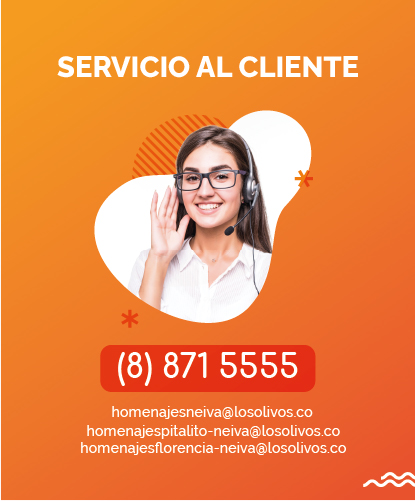 SERVICIO AL CLIENTE
(8) 871 5555
homenajesneiva@losolivos.co
homenajespitalito-neiva@losolivos.co
homenajesflorencia-neiva@losolivos.co